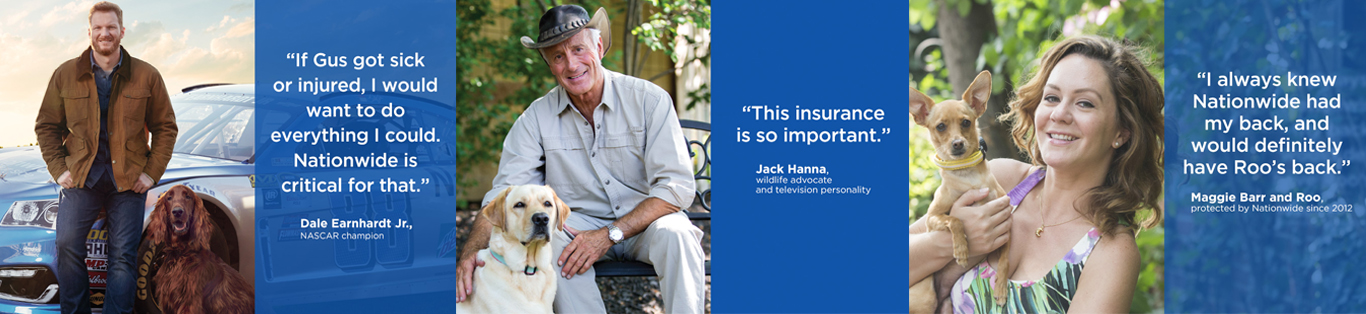 “If Gus got sick
or injured, I would
want to do
everything I could.
Nationwide is
critical for that.”
Dale Earnhardt Jr.,
NASCAR champion
GOOD
“This insurance
is so important.”
Jack Hanna,
wildlife advocate
and television personality
“I always knew
Nationwide had
my back, and
would definitely
have Roo’s back.”
Maggie Barr and Roo,
protected by Nationwide since 2012